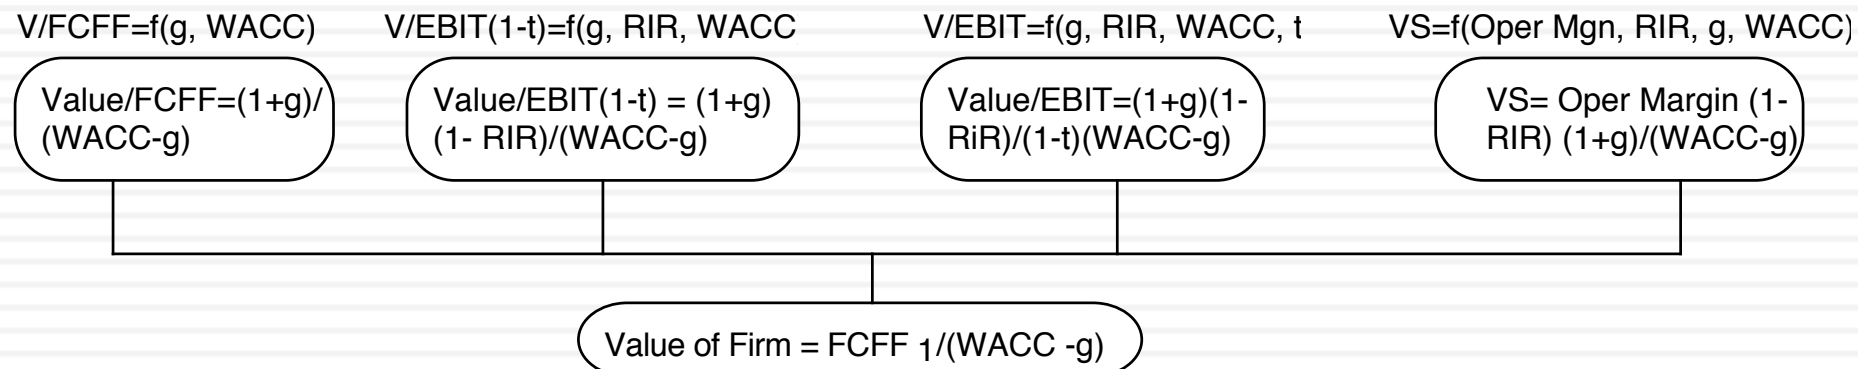 V/FCFF=f(g, WACC)
V/EBIT(1-t)=f(g, RIR, WACC
V/EBIT=f(g, RIR, WACC, t
VS=f(Oper Mgn, RIR, g, WACC)
Value/FCFF=(1+g)/
(WACC-g)
Value/EBIT(1-t) = (1+g)
(1- RIR)/(WACC-g)
Value/EBIT=(1+g)(1-
RiR)/(1-t)(WACC-g)
VS= Oper Margin (1-
RIR) (1+g)/(WACC-g)
Value of Firm = FCFF 1/(WACC -g)